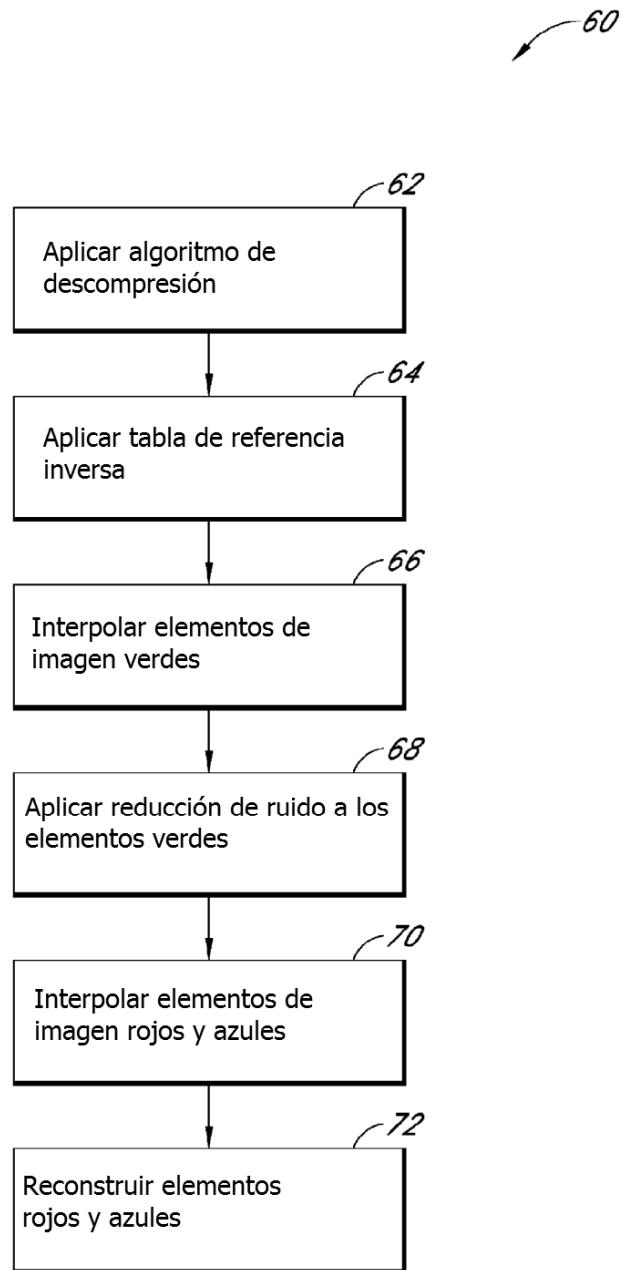 60
62
Aplicar algoritmo de
descompresión
64
Aplicar tabla de referencia
inversa
66
Interpolar elementos de
imagen verdes
68
Aplicar reducción de ruido a los
elementos verdes
70
Interpolar elementos de
imagen rojos y azules
72
Reconstruir elementos
rojos y azules